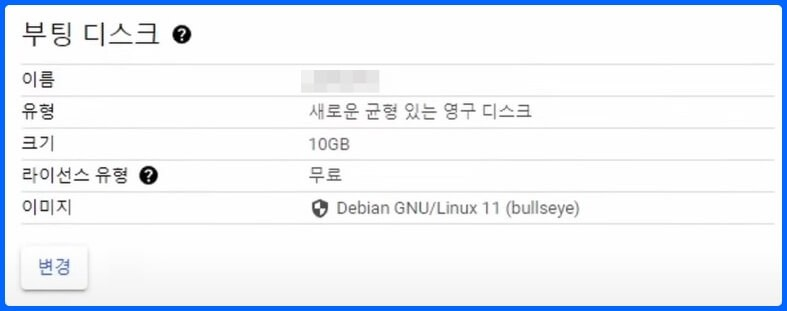 부팅 디스크 ?
이름
유형 새로운 균형 있는 영구 디스크
크기 10GB
라이선스 유형 ? 무료
이미지 Debian GNU/Linux 11 (bullseye)
변경